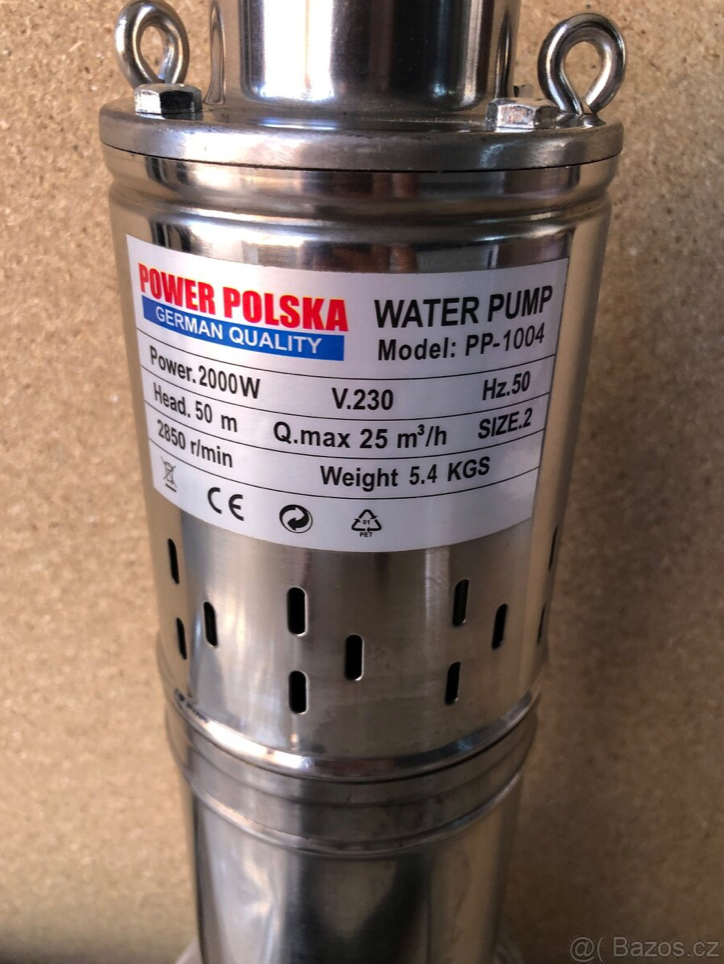 POWER POLSKA
GERMAN QUALITY
WATER PUMP
Model: PP-1004
Power.2000W V.230 Hz.50
Head. 50 m Q.max 25 m³/h SIZE.2
2850 r/min Weight 5.4 KGS
CE
01
PET
@( Bazos.cz